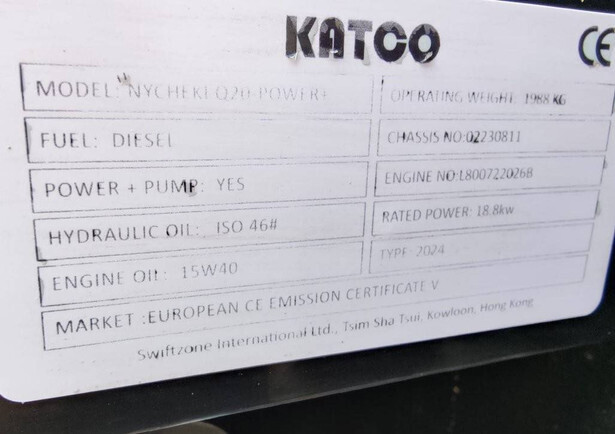 KATCO
CE
MODEL: NYCHEKI Q20-POWER+
OPERATING WEIGHT: 1988 KG
FUEL: DIESEL
CHASSIS NO:02230811
POWER + PUMP: YES
ENGINE NO:L800722026B
HYDRAULIC OIL: ISO 46#
RATED POWER: 18.8kw
ENGINE OIL: 15W40
TYPE: 2024
MARKET :EUROPEAN CE EMISSION CERTIFICATE V
Swiftzone International Ltd., Tsim Sha Tsui, Kowloon, Hong Kong